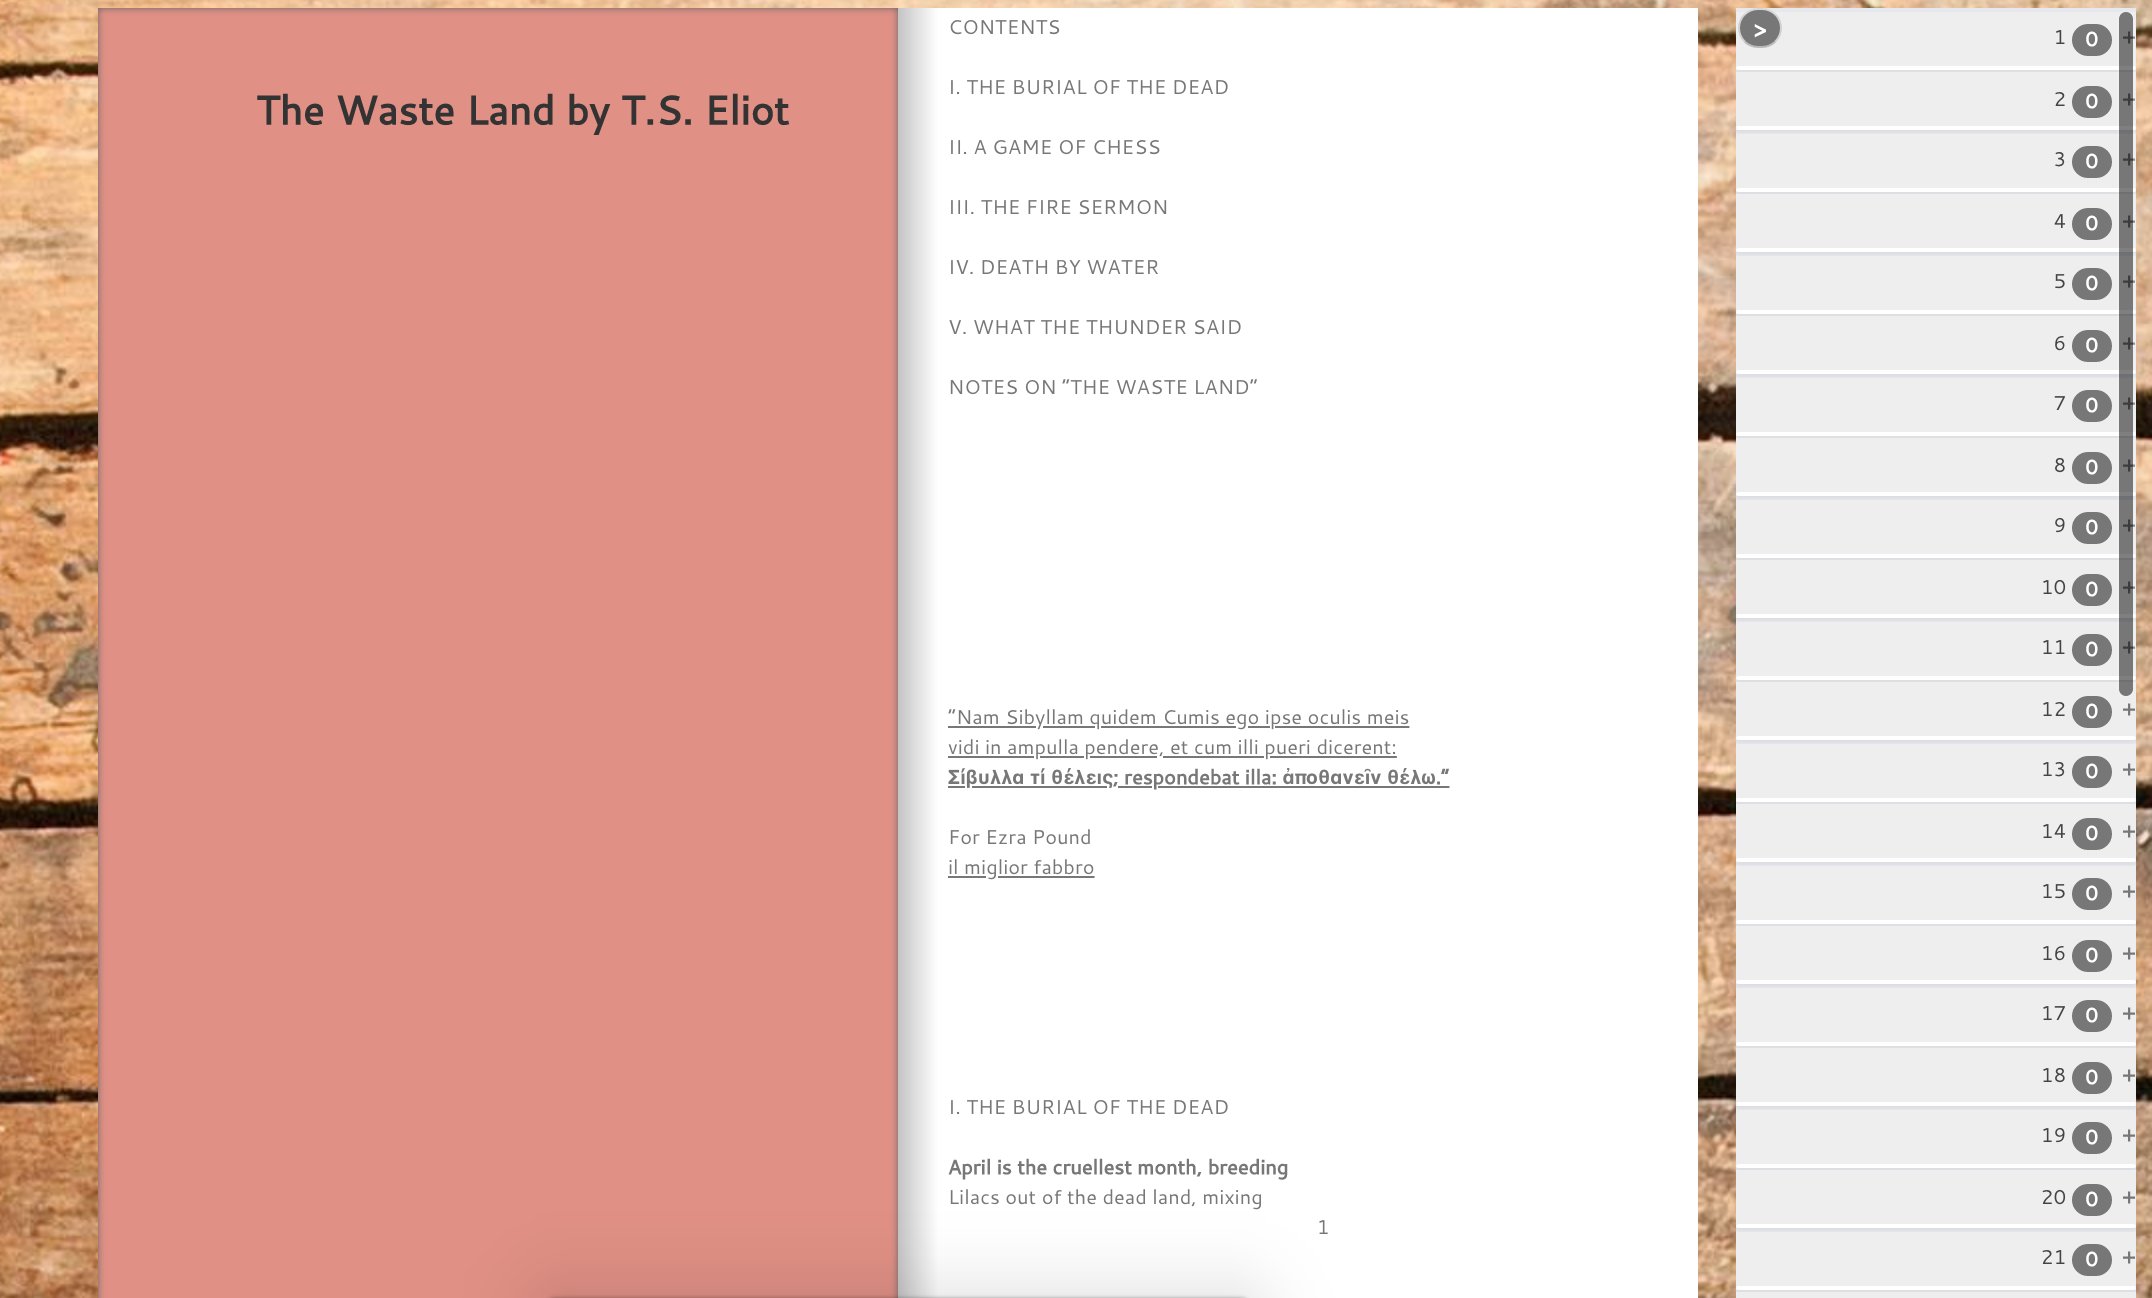 The Waste Land by T.S. Eliot
CONTENTS
I. THE BURIAL OF THE DEAD
II. A GAME OF CHESS
III. THE FIRE SERMON
IV. DEATH BY WATER
V. WHAT THE THUNDER SAID
NOTES ON "THE WASTE LAND"
"Nam Sibyllam quidem Cumis ego ipse oculis meis
vidi in ampulla pendere, et cum illi pueri dicerent:
Σίβυλλα τί θέλεις; respondebat illa: ἀποθανεῖν θέλω."
For Ezra Pound
il miglior fabbro
I. THE BURIAL OF THE DEAD
April is the cruellest month, breeding
Lilacs out of the dead land, mixing
1
>
1 0 +
2 0 +
3 0 +
4 0 +
5 0 +
6 0 +
7 0 +
8 0 +
9 0 +
10 0 +
11 0 +
12 0 +
13 0 +
14 0 +
15 0 +
16 0 +
17 0 +
18 0 +
19 0 +
20 0 +
21 0 +